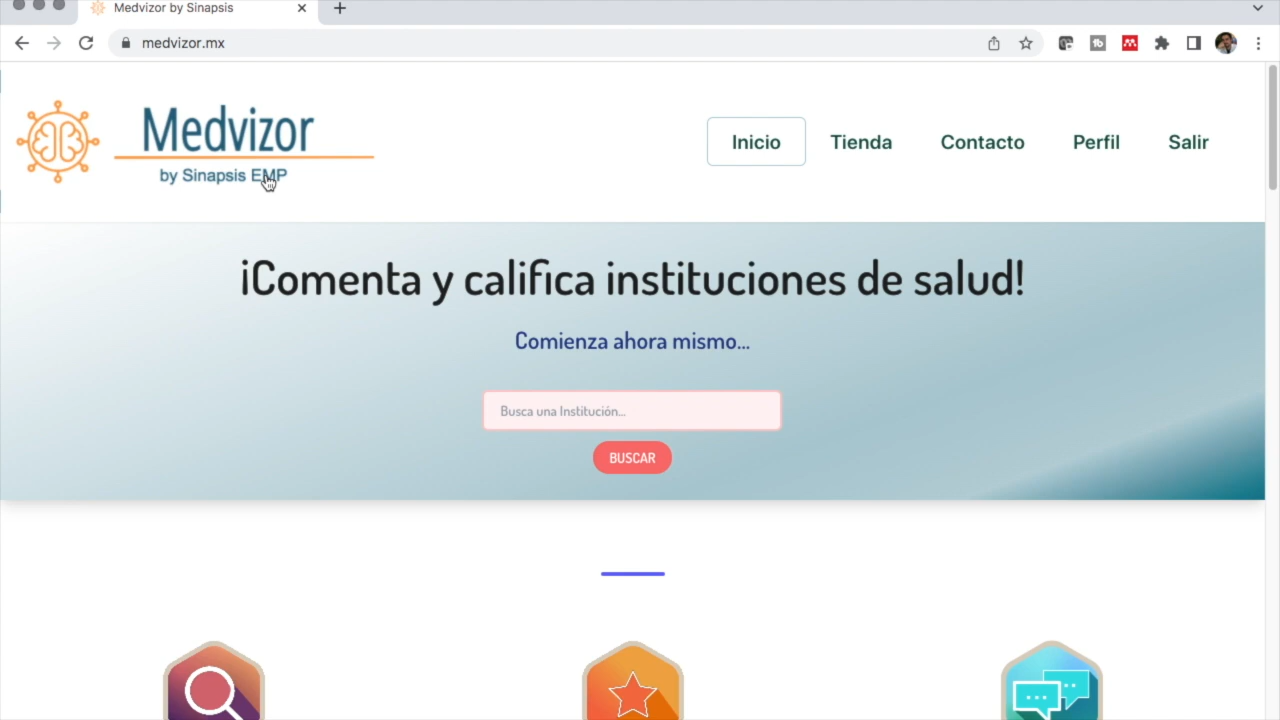 Medvizor by Sinapsis
medvizor.mx
Medvizor
by Sinapsis EMP
Inicio
Tienda
Contacto
Perfil
Salir
¡Comenta y califica instituciones de salud!
Comienza ahora mismo...
Busca una Institución...
BUSCAR